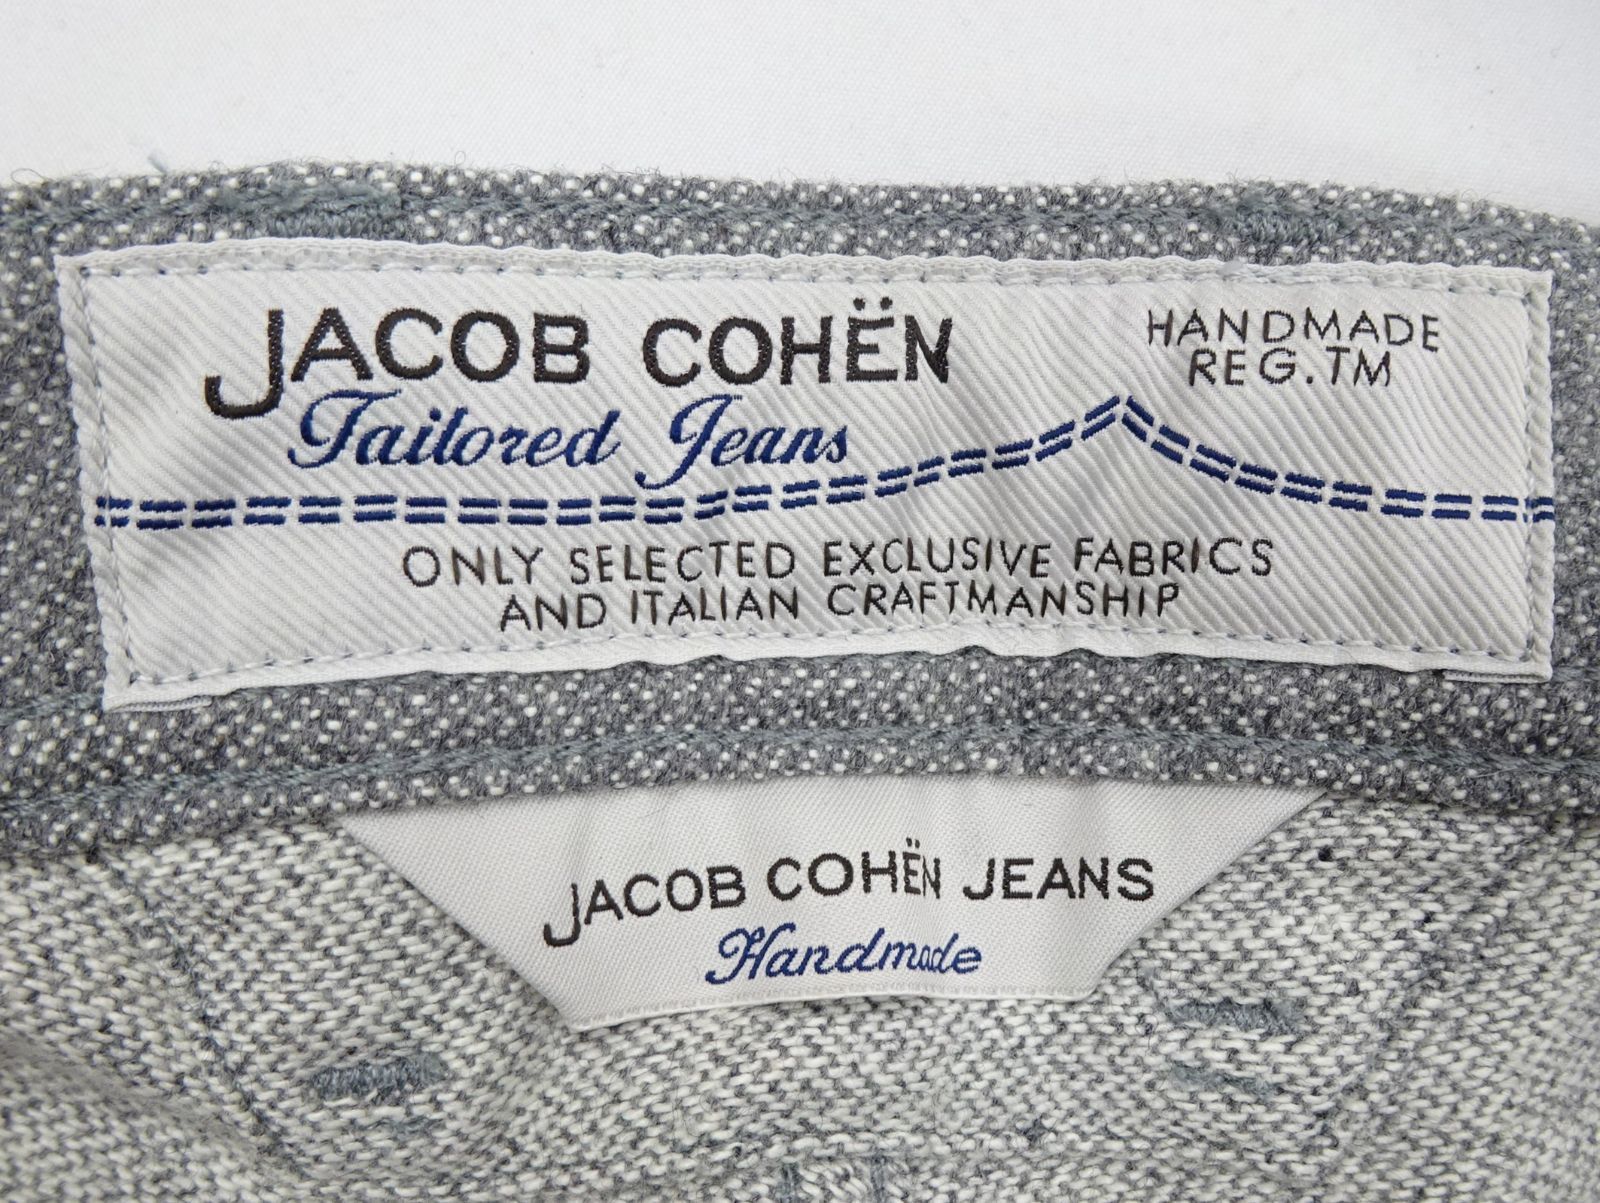 JACOB COHËN
HANDMADE
REG.TM
Tailored Jeans
ONLY SELECTED EXCLUSIVE FABRICS
AND ITALIAN CRAFTMANSHIP
JACOB COHËN JEANS
Handmade